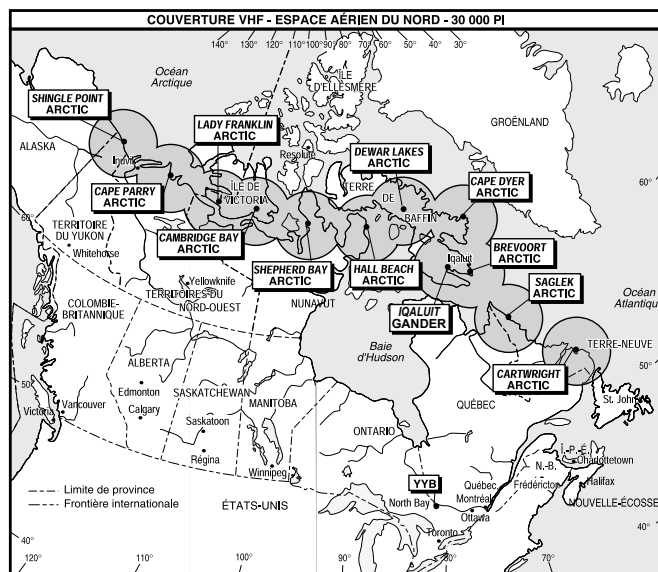 COUVERTURE VHF - ESPACE AÉRIEN DU NORD - 30 000 PI
140° 130° 120° 110° 100° 90° 80° 70° 60° 50° 40° 30°
Océan
Arctique
ÎLE
D'ELLESMERE
GROËNLAND
SHINGLE POINT
ARCTIC
LADY FRANKLIN
ARCTIC
DEWAR LAKES
ARCTIC
ALASKA
Inuvik
Resolute
CAPE PARRY
ARCTIC
ÎLE DE
VICTORIA
TERRE
DE
BAFFIN
CAPE DYER
ARCTIC
60°
60°
TERRITOIRE
DU YUKON
Whitehorse
CAMBRIDGE BAY
ARCTIC
SHEPHERD BAY
ARCTIC
HALL BEACH
ARCTIC
Iqaluit
BREVOORT
ARCTIC
Yellowknife
TERRITOIRES DU
NORD-OUEST
NUNAVUT
IQALUIT
GANDER
SAGLEK
ARCTIC
Océan
Atlantique
COLOMBIE-
BRITANNIQUE
Baie
d'Hudson
TERRE-NEUVE
CARTWRIGHT
ARCTIC
50°
50°
ALBERTA
Edmonton
Calgary
SASKATCHEWAN
Saskatoon
Régina
MANITOBA
Winnipeg
Victoria
Vancouver
ONTARIO
QUÉBEC
St. John's
YYB
North Bay
Québec
Montréal
Ottawa
Toronto
Î.-P.-É.
Charlottetown
N.-B.
Frédéricton
Halifax
NOUVELLE-ÉCOSSE
Limite de province
Frontière internationale
ÉTATS-UNIS
40°
40°
120° 110° 100° 90° 80° 70°